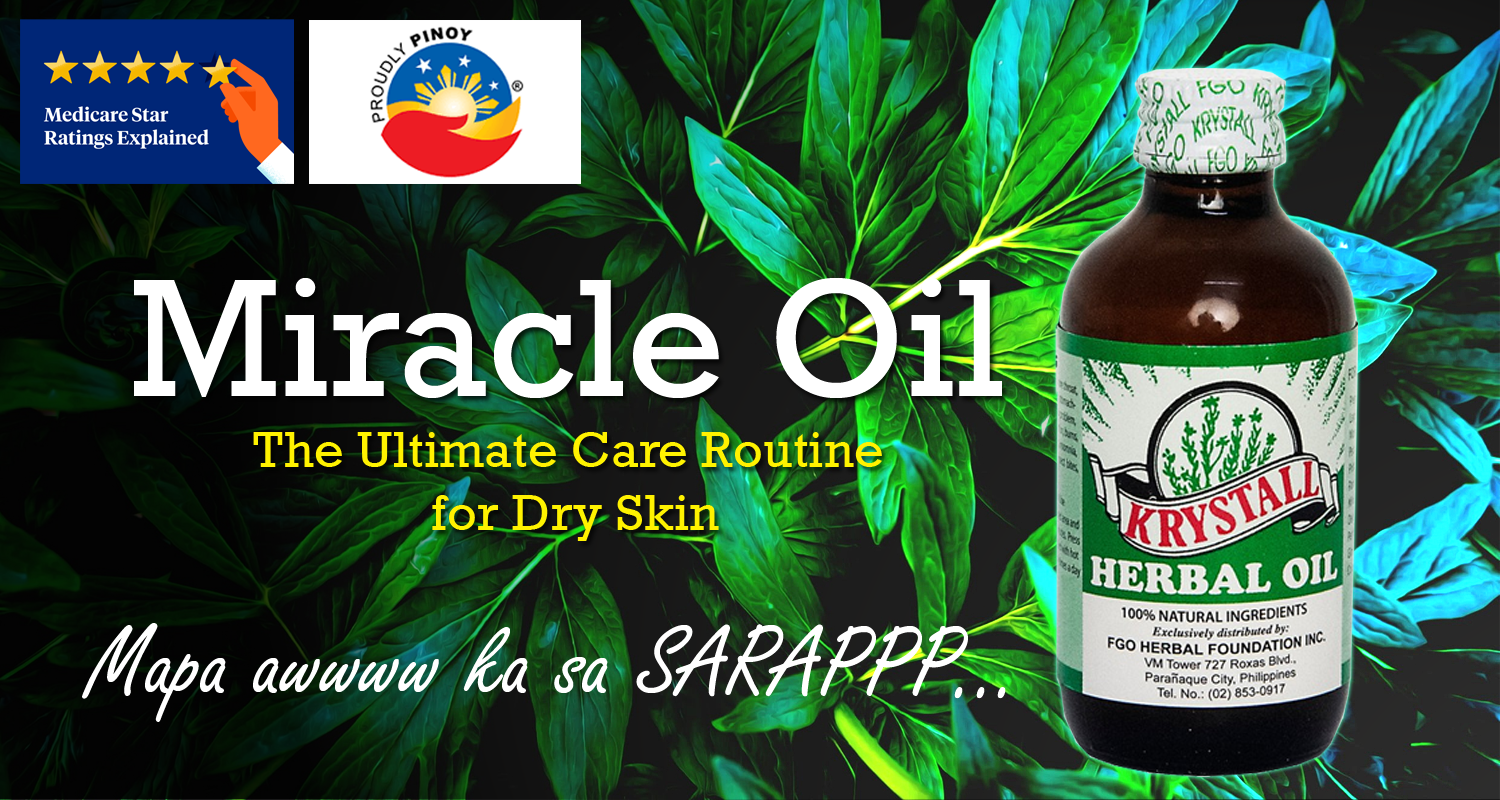 Medicare Star
Ratings Explained
PROUDLY PINOY
®
Miracle Oil
The Ultimate Care Routine
for Dry Skin
Mapa awwww ka sa SARAPPP...
FGO
KRYSTALL
FGO
KRYSTALL
HERBAL OIL
100% NATURAL INGREDIENTS
Exclusively distributed by:
FGO HERBAL FOUNDATION INC.
VM Tower 727 Roxas Blvd.,
Parañaque City, Philippines
Tel. No.: (02) 853-0917